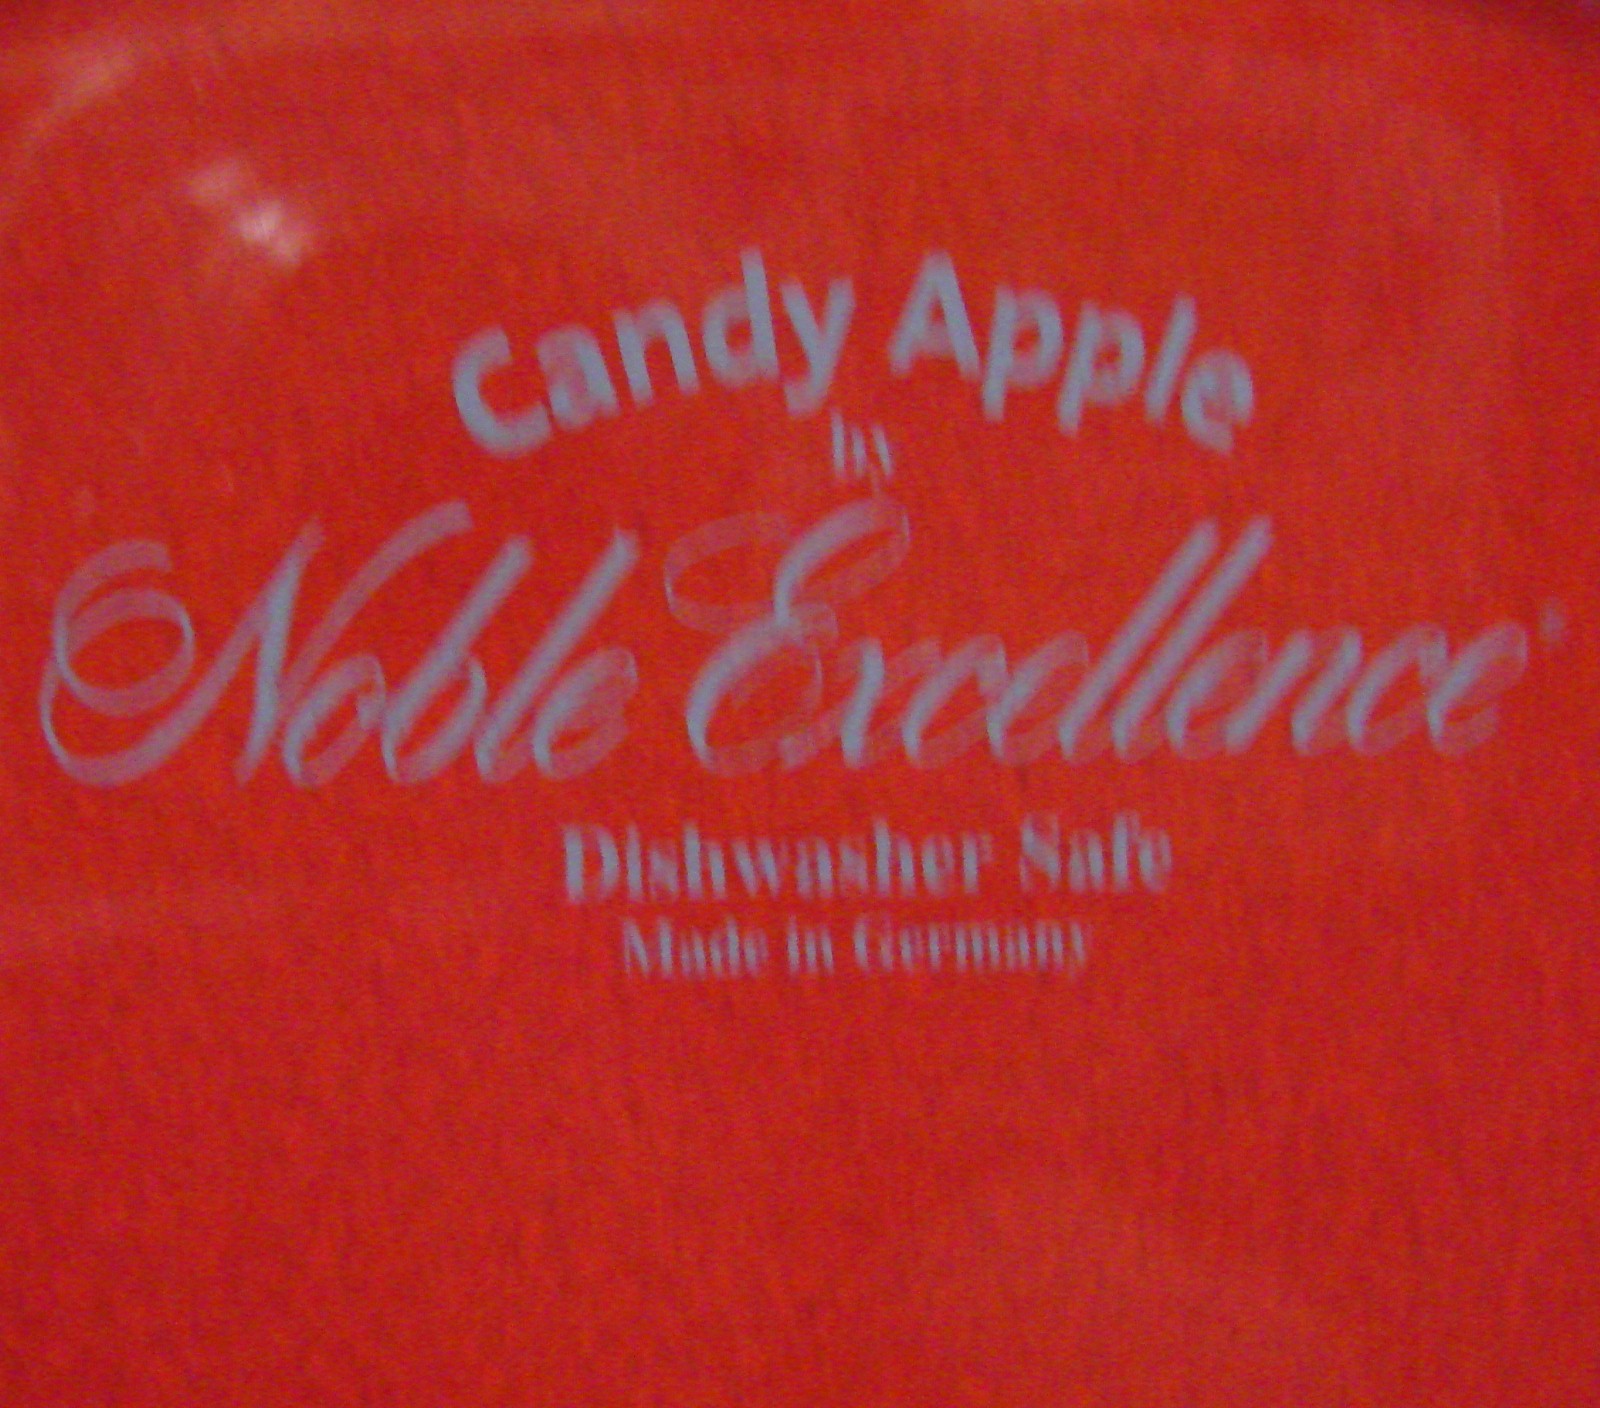 Candy Apple
by
Noble Excellence
Dishwasher Safe
Made in Germany